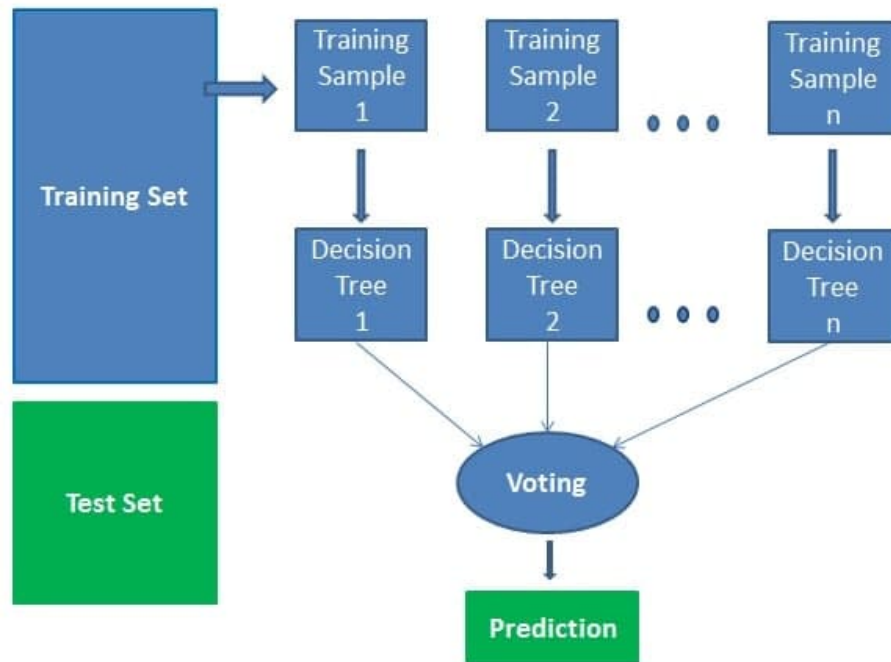 Training Set
Test Set
Training
Sample
1
Training
Sample
2
Training
Sample
n
Decision
Tree
1
Decision
Tree
2
Decision
Tree
n
Voting
Prediction